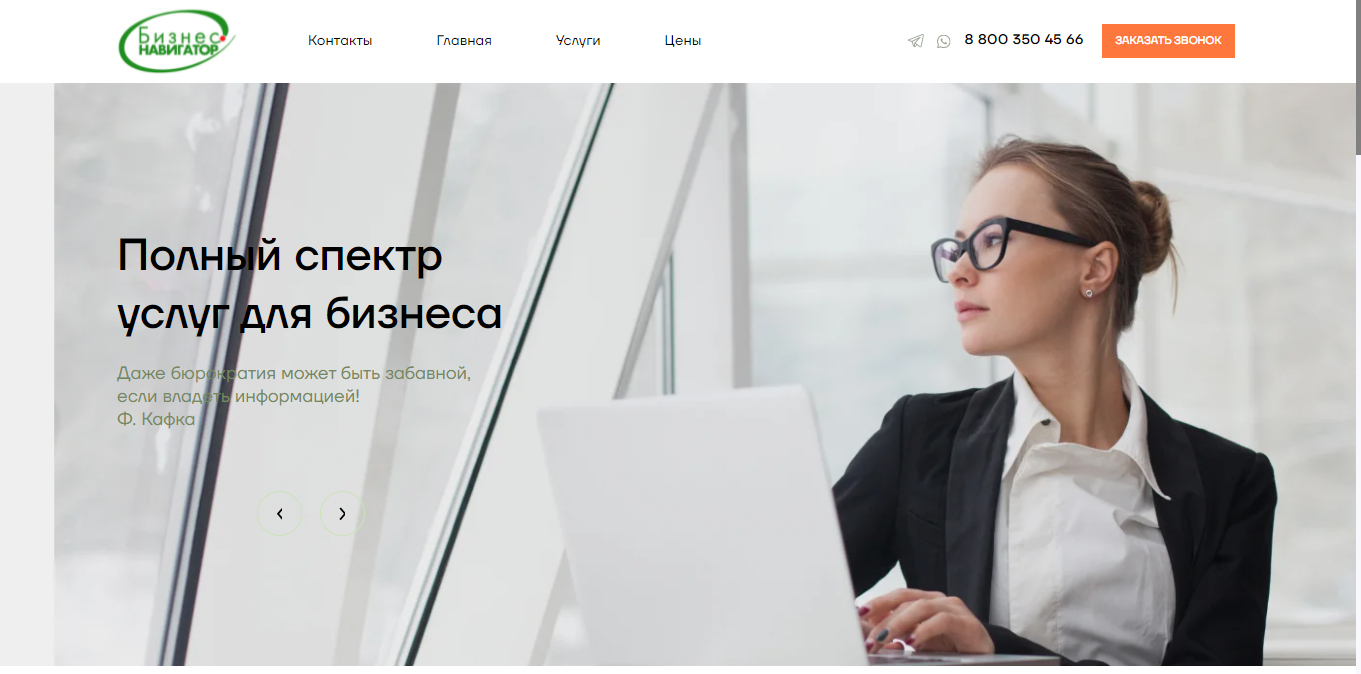 Бизнес
НАВИГАТОР
Контакты
Главная
Услуги
Цены
8 800 350 45 66
ЗАКАЗАТЬ ЗВОНОК
Полный спектр
услуг для бизнеса
Даже бюрократия может быть забавной,
если владеть информацией!
Ф. Кафка